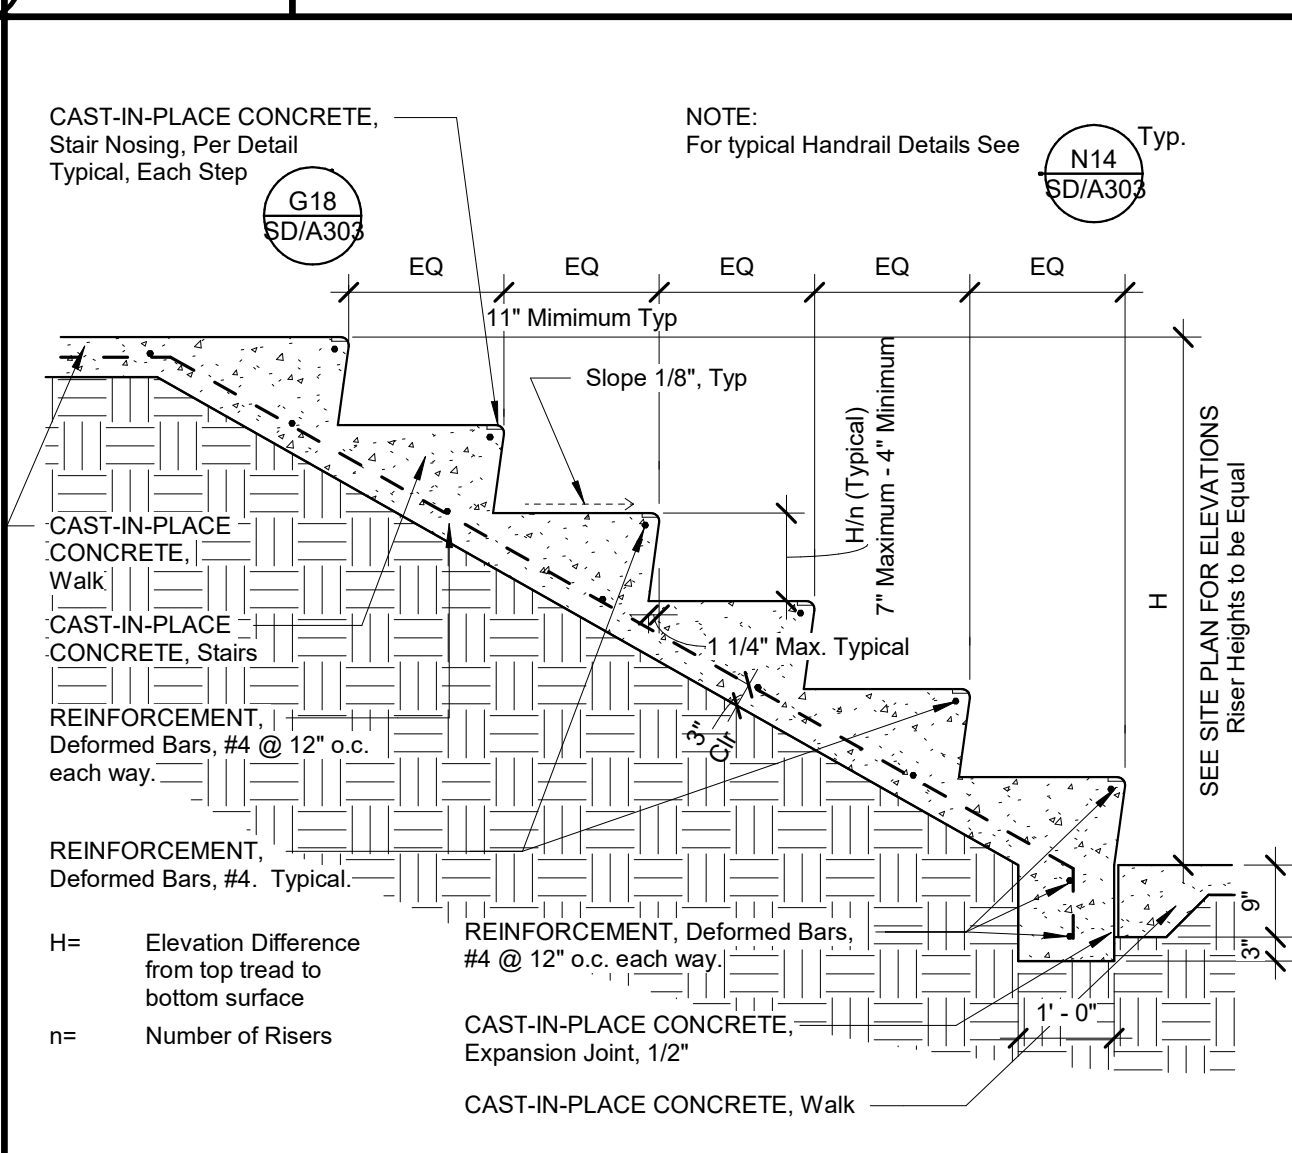 CAST-IN-PLACE CONCRETE,
Stair Nosing, Per Detail
Typical, Each Step
G18
SD/A303
NOTE:
For typical Handrail Details See
N14
SD/A303
Typ.
EQ
EQ
EQ
EQ
EQ
11" Mimimum Typ
Slope 1/8", Typ
H/n (Typical)
7" Maximum - 4" Minimum
H
SEE SITE PLAN FOR ELEVATIONS
Riser Heights to be Equal
CAST-IN-PLACE
CONCRETE,
Walk
CAST-IN-PLACE
CONCRETE, Stairs
1 1/4" Max. Typical
3"
Clr
REINFORCEMENT,
Deformed Bars, #4 @ 12" o.c.
each way.
REINFORCEMENT,
Deformed Bars, #4.  Typical.
9"
3"
H=
Elevation Difference
from top tread to
bottom surface
n=
Number of Risers
REINFORCEMENT, Deformed Bars,
#4 @ 12" o.c. each way.
1' - 0"
CAST-IN-PLACE CONCRETE,
Expansion Joint, 1/2"
CAST-IN-PLACE CONCRETE, Walk